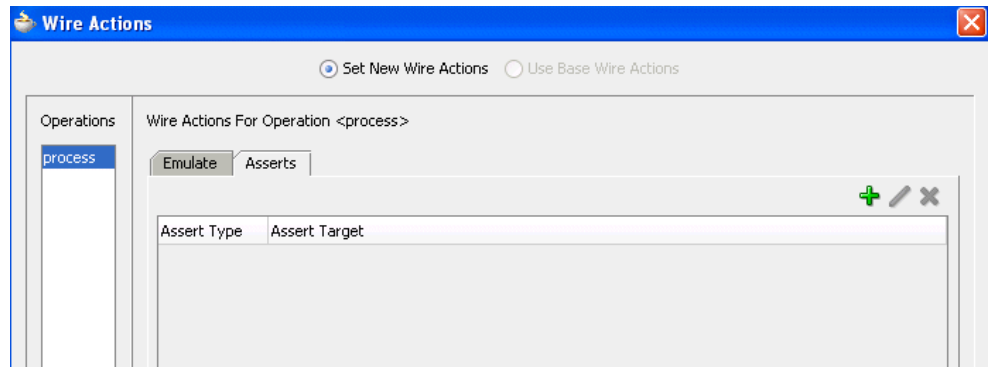 Wire Actions
Set New Wire Actions Use Base Wire Actions
Operations
Wire Actions For Operation <process>
process
Emulate Asserts
Assert Type Assert Target